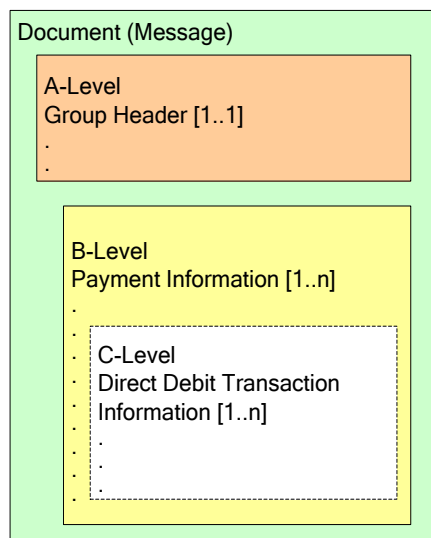 Document (Message)
A-Level
Group Header [1..1]
.
.
B-Level
Payment Information [1..n]
.
.
.
.
.
.
.
.
C-Level
Direct Debit Transaction
Information [1..n]
.
.
.